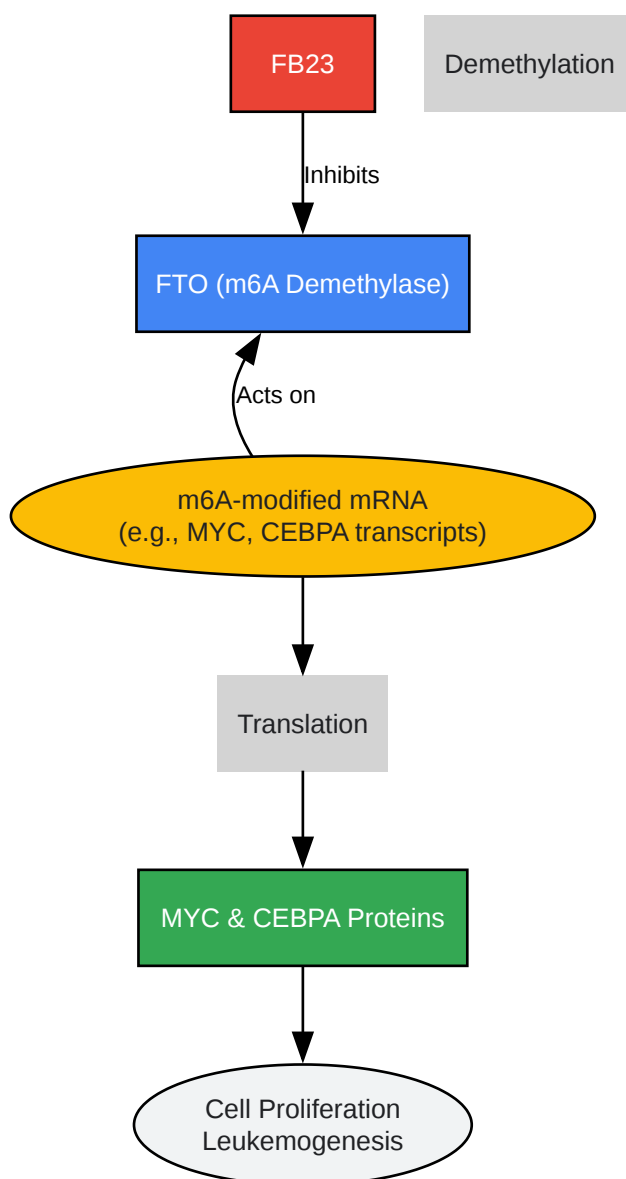 FB23
Demethylation
Inhibits
FTO (m6A Demethylase)
Acts on
m6A-modified mRNA
(e.g., MYC, CEBPA transcripts)
Translation
MYC & CEBPA Proteins
Cell Proliferation
Leukemogenesis